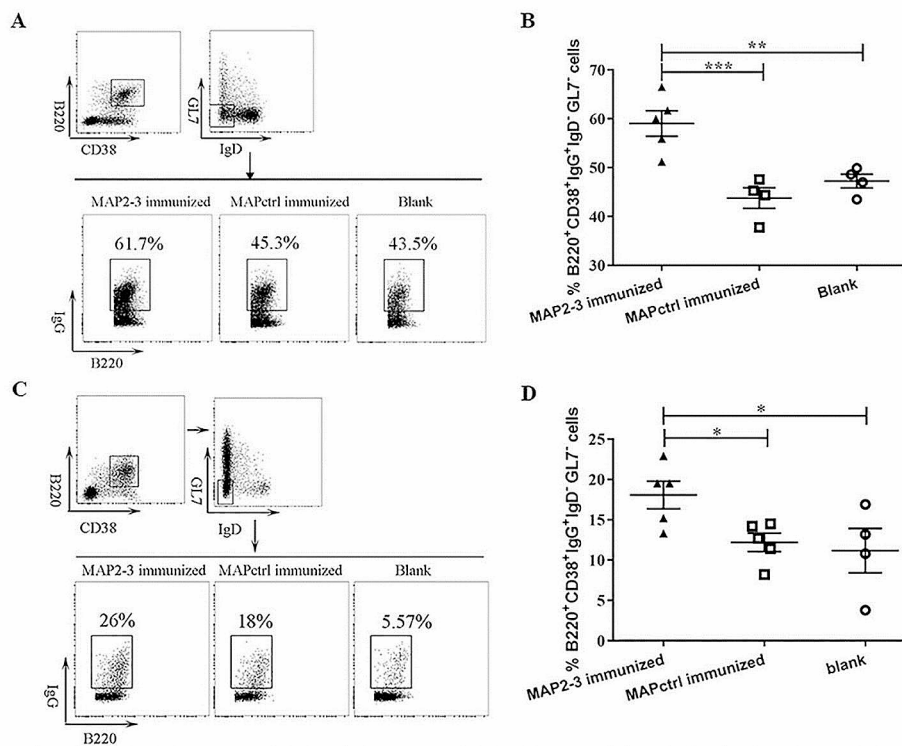 A
B220
CD38
GL7
IgD
MAP2-3 immunized
MAPctrl immunized
Blank
61.7%
45.3%
43.5%
IgG
B220
B
% B220⁺CD38⁺IgG⁺IgD⁻GL7⁻ cells
70
60
50
40
30
**
***
MAP2-3 immunized
MAPctrl immunized
Blank
C
B220
CD38
GL7
IgD
MAP2-3 immunized
MAPctrl immunized
Blank
26%
18%
5.57%
IgG
B220
D
% B220⁺CD38⁺IgG⁺IgD⁻GL7⁻ cells
25
20
15
10
5
0
*
*
MAP2-3 immunized
MAPctrl immunized
blank